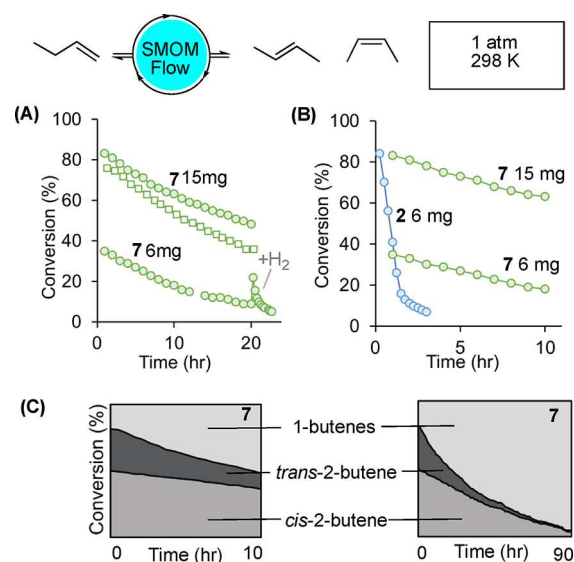 SMOM
Flow
1 atm
298 K
(A)
Conversion (%)
100
80
60
40
20
0
7 15mg
7 6mg
+H2
0
10
20
Time (hr)
(B)
Conversion (%)
100
80
60
40
20
0
7 15 mg
2 6 mg
7 6 mg
0
5
10
Time (hr)
(C)
Conversion (%)
7
7
1-butenes
trans-2-butene
cis-2-butene
0
10
Time (hr)
0
90
Time (hr)